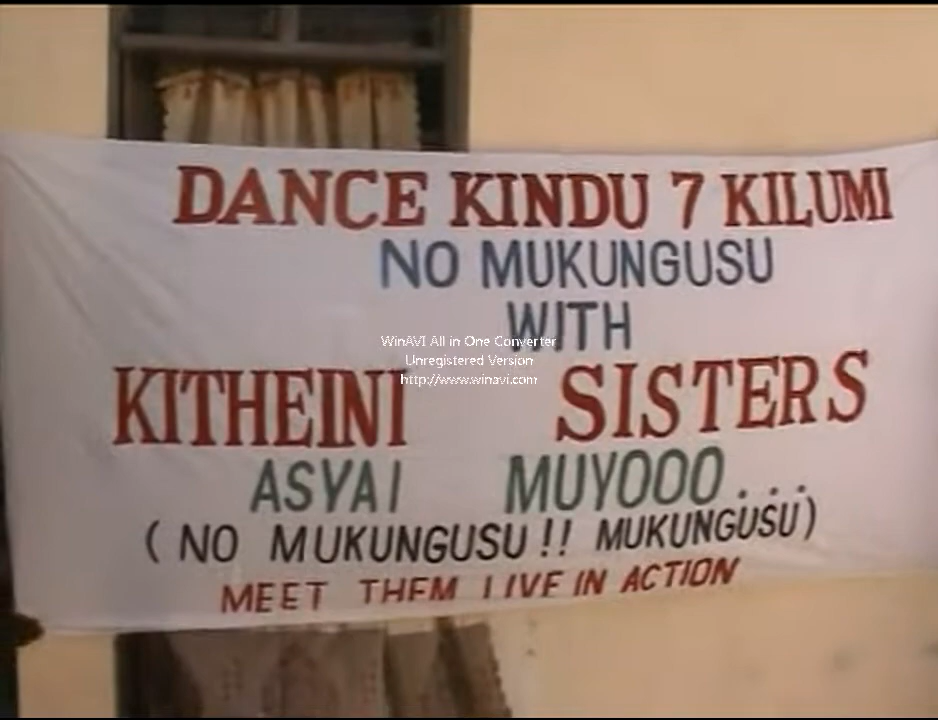 DANCE KINDU 7 KILUMI
NO MUKUNGUSU
WITH
WinAVI All in One Converter
Unregistered Version
http://www.winavi.com
KITHEINI SISTERS
ASYAI MUYOOO...
(NO MUKUNGUSU!! MUKUNGUSU)
MEET THEM LIVE IN ACTION